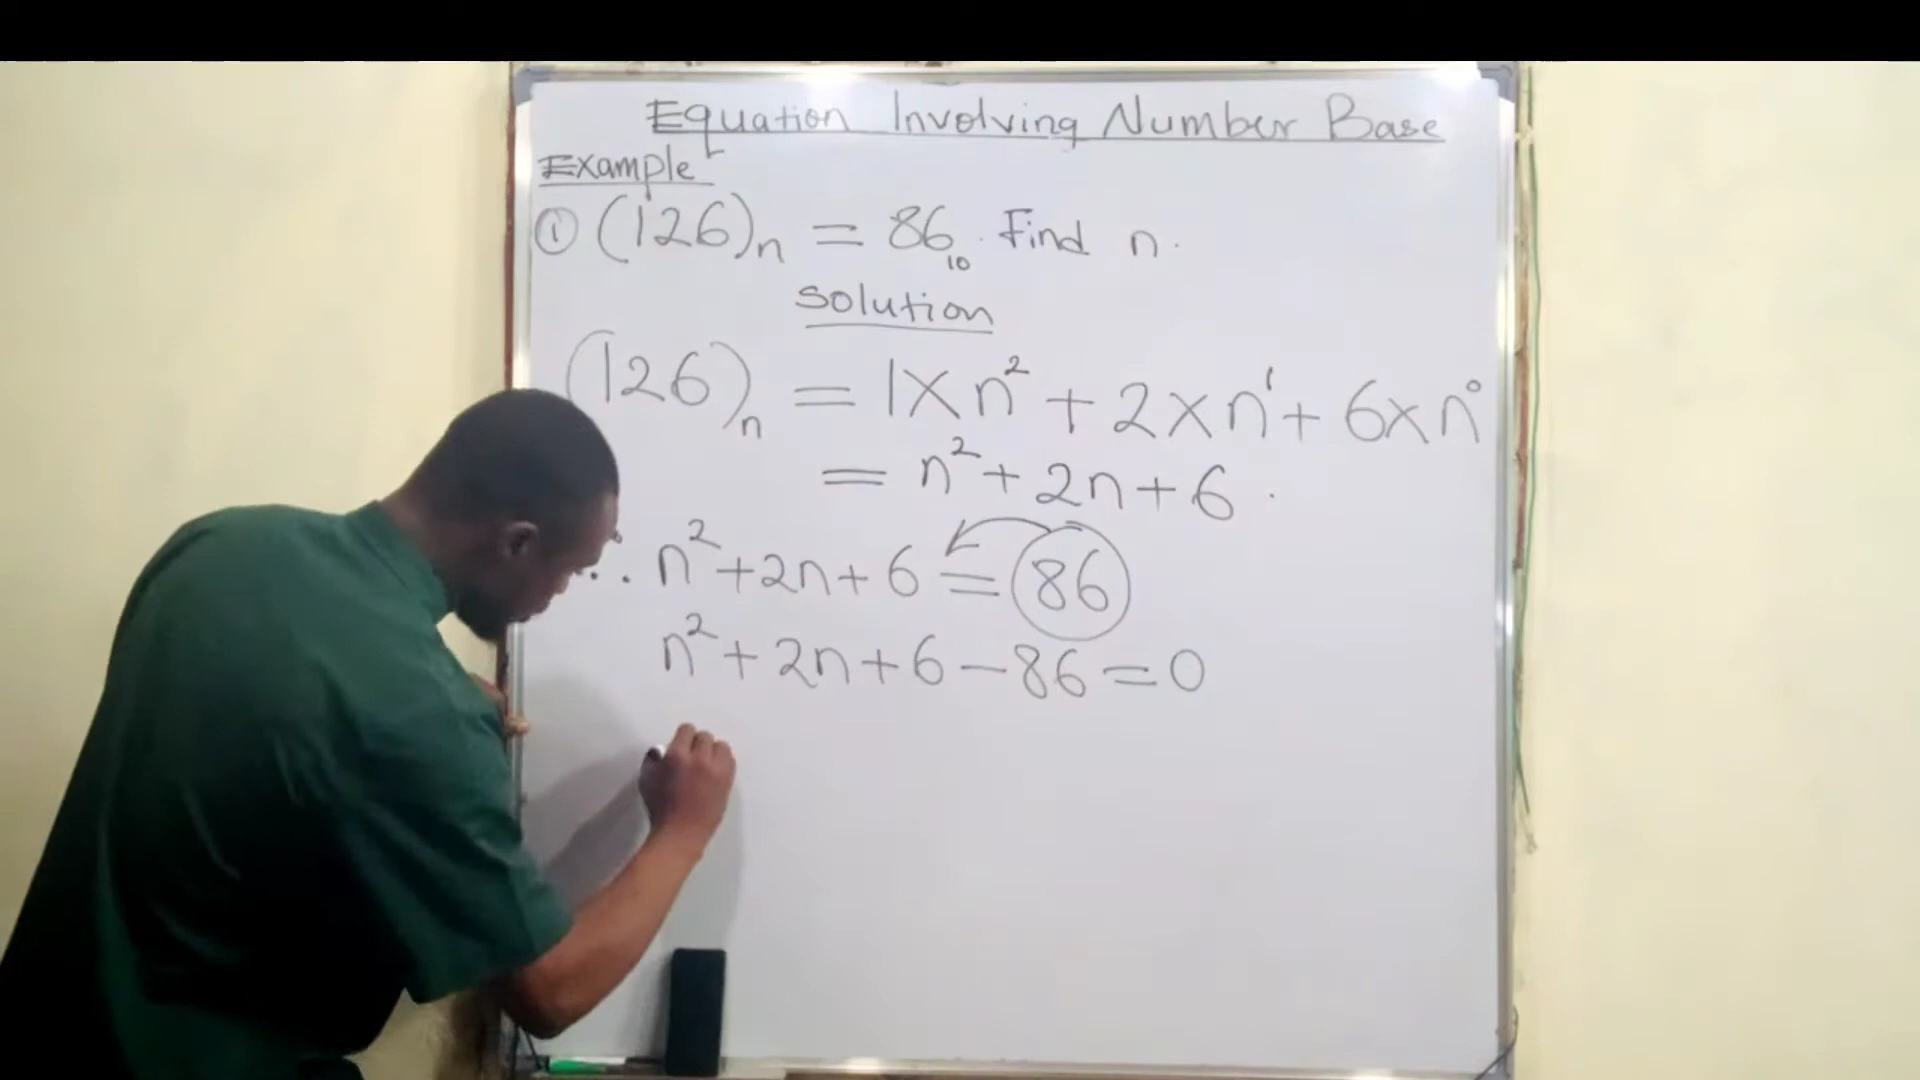 Equation Involving Number Base
Example
① (126)ₙ = 86₁₀. Find n.
Solution
(126)ₙ = 1×n² + 2×n¹ + 6×n⁰
= n² + 2n + 6.
∴ n² + 2n + 6 = 86
n² + 2n + 6 − 86 = 0